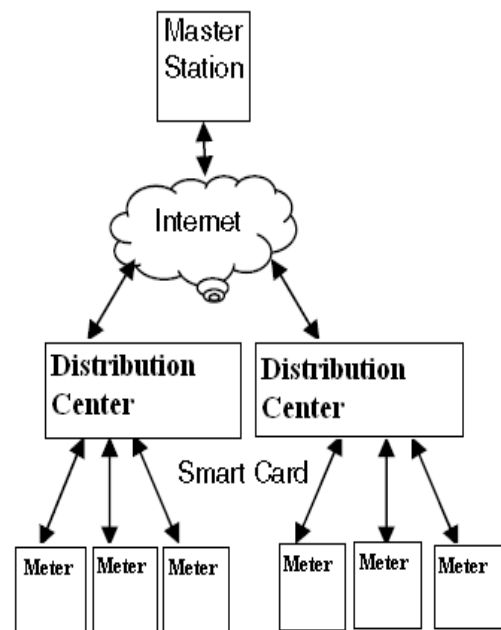 Master
Station
Internet
Distribution
Center
Distribution
Center
Smart Card
Meter
Meter
Meter
Meter
Meter
Meter